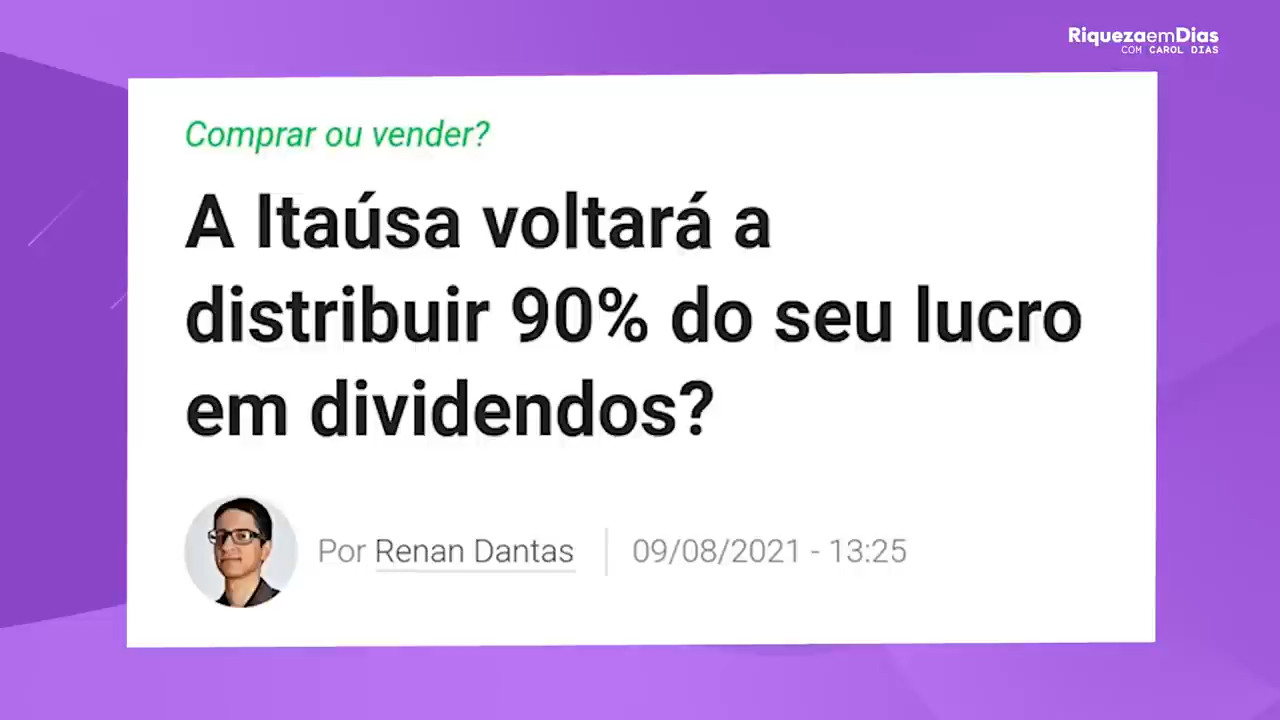 RiquezaemDias
COM CAROL DIAS
Comprar ou vender?
A Itaúsa voltará a
distribuir 90% do seu lucro
em dividendos?
Por Renan Dantas
09/08/2021 - 13:25